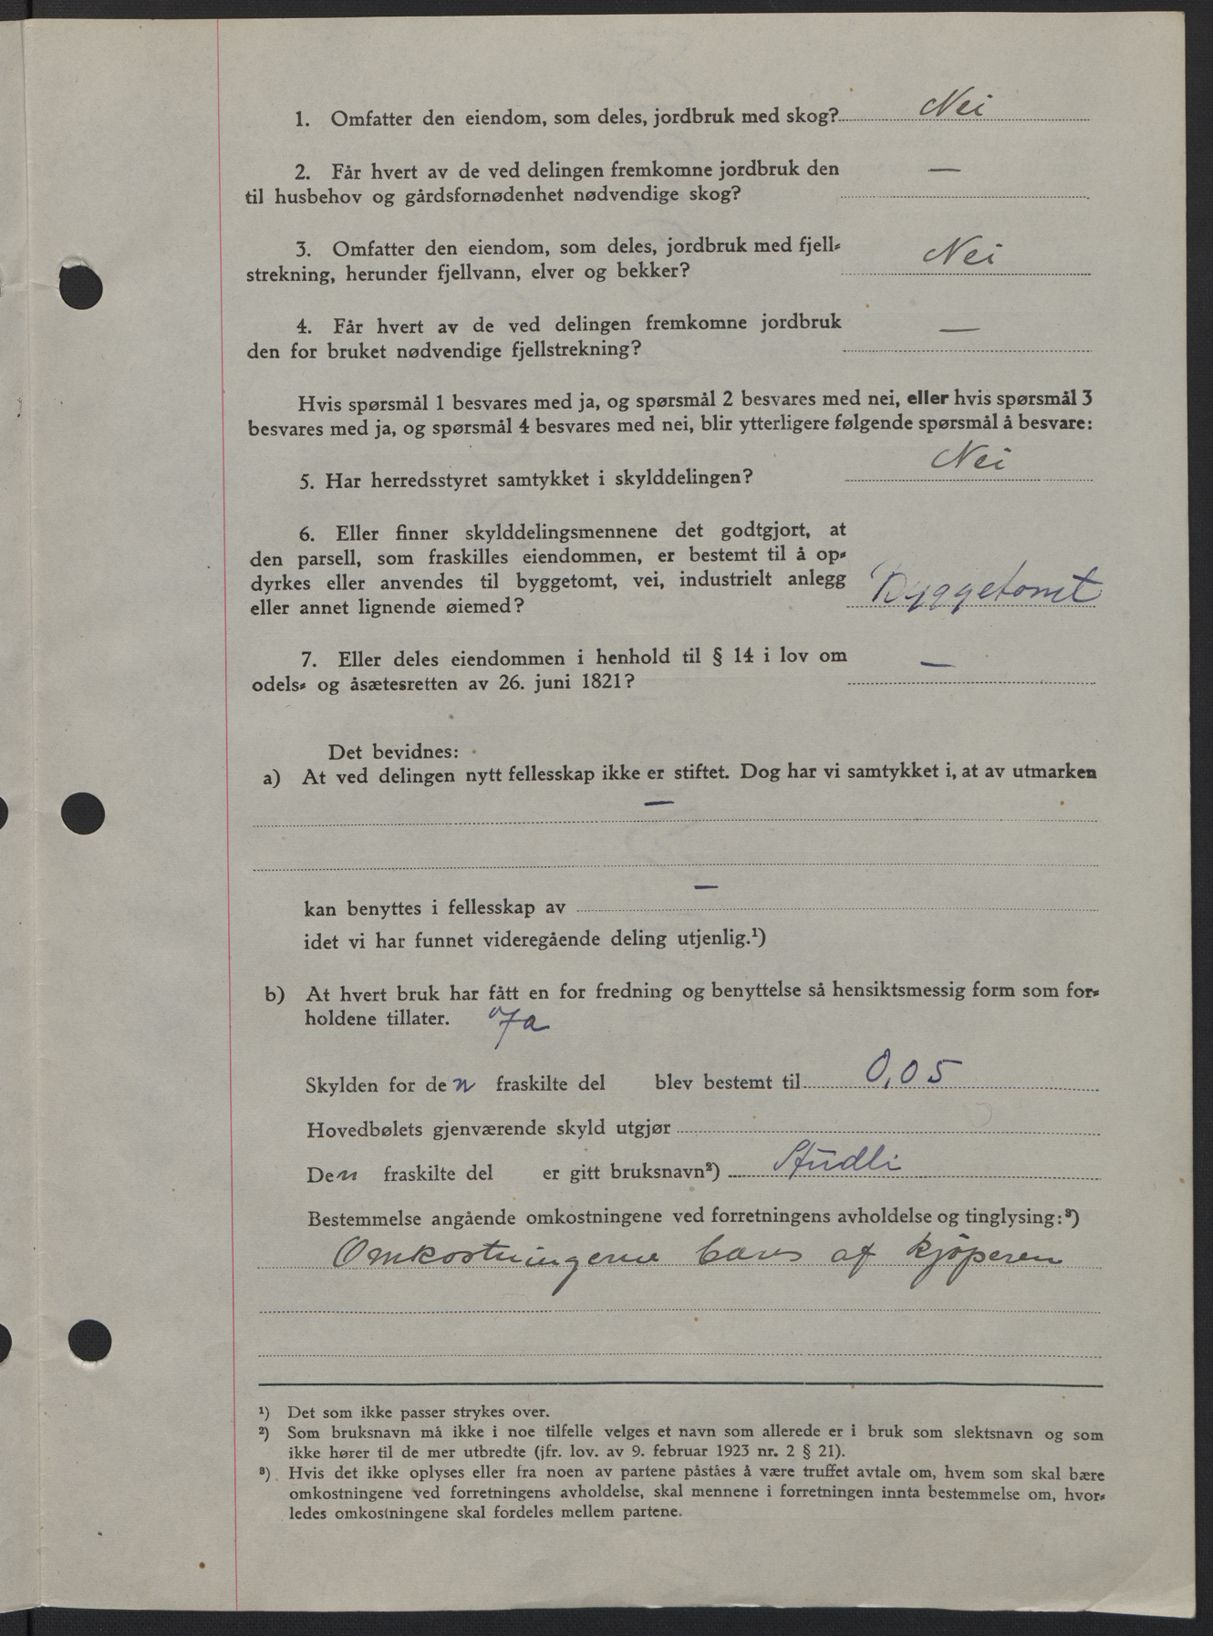 1. Omfatter den eiendom, som deles, jordbruk med skog? Nei
2. Får hvert av de ved delingen fremkomne jordbruk den —
til husbehov og gårdsfornødenhet nødvendige skog?
3. Omfatter den eiendom, som deles, jordbruk med fjell-
strekning, herunder fjellvann, elver og bekker? Nei
4. Får hvert av de ved delingen fremkomne jordbruk —
den for bruket nødvendige fjellstrekning?
Hvis spørsmål 1 besvares med ja, og spørsmål 2 besvares med nei, eller hvis spørsmål 3
besvares med ja, og spørsmål 4 besvares med nei, blir ytterligere følgende spørsmål å besvare:
5. Har herredsstyret samtykket i skylddelingen? Nei
6. Eller finner skylddelingsmennene det godtgjort, at
den parsell, som fraskilles eiendommen, er bestemt til å op-
dyrkes eller anvendes til byggetomt, vei, industrielt anlegg
eller annet lignende øiemed? Byggetomt
7. Eller deles eiendommen i henhold til § 14 i lov om —
odels- og åsætesretten av 26. juni 1821?
Det bevidnes:
a) At ved delingen nytt fellesskap ikke er stiftet. Dog har vi samtykket i, at av utmarken
—
kan benyttes i fellesskap av —
idet vi har funnet videregående deling utjenlig.¹)
b) At hvert bruk har fått en for fredning og benyttelse så hensiktsmessig form som for-
holdene tillater. Ja
Skylden for den fraskilte del blev bestemt til 0,05
Hovedbølets gjenværende skyld utgjør
Den fraskilte del er gitt bruksnavn²) Studli
Bestemmelse angående omkostningene ved forretningens avholdelse og tinglysing:³)
Omkostningerne bæres af kjøperen
¹) Det som ikke passer strykes over.
²) Som bruksnavn må ikke i noe tilfelle velges et navn som allerede er i bruk som slektsnavn og som
ikke hører til de mer utbredte (jfr. lov. av 9. februar 1923 nr. 2 § 21).
³) Hvis det ikke oplyses eller fra noen av partene påståes å være truffet avtale om, hvem som skal bære
omkostningene ved forretningens avholdelse, skal mennene i forretningen innta bestemmelse om, hvor-
ledes omkostningene skal fordeles mellem partene.